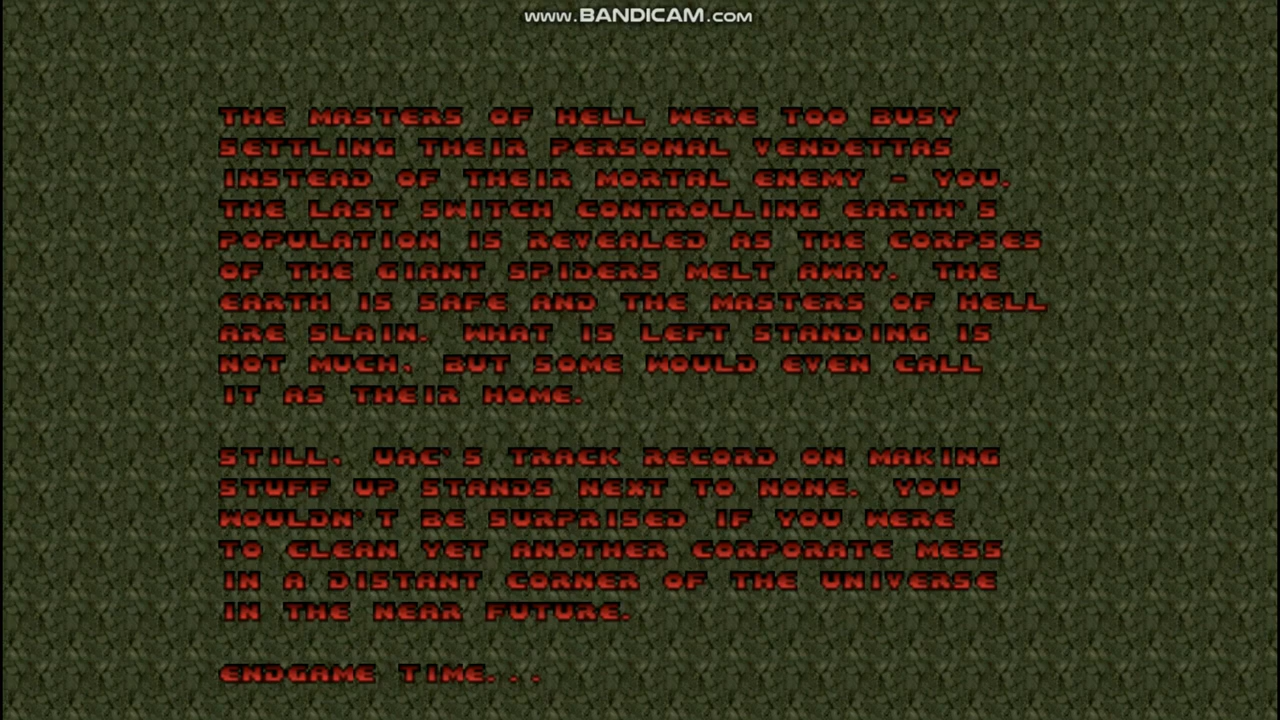 www.BANDICAM.com
THE MASTERS OF HELL WERE TOO BUSY
SETTLING THEIR PERSONAL VENDETTAS
INSTEAD OF THEIR MORTAL ENEMY - YOU.
THE LAST SWITCH CONTROLLING EARTH'S
POPULATION IS REVEALED AS THE CORPSES
OF THE GIANT SPIDERS MELT AWAY. THE
EARTH IS SAFE AND THE MASTERS OF HELL
ARE SLAIN. WHAT IS LEFT STANDING IS
NOT MUCH, BUT SOME WOULD EVEN CALL
IT AS THEIR HOME.
STILL, UAC'S TRACK RECORD ON MAKING
STUFF UP STANDS NEXT TO NONE. YOU
WOULDN'T BE SURPRISED IF YOU WERE
TO CLEAN YET ANOTHER CORPORATE MESS
IN A DISTANT CORNER OF THE UNIVERSE
IN THE NEAR FUTURE.
ENDGAME TIME...